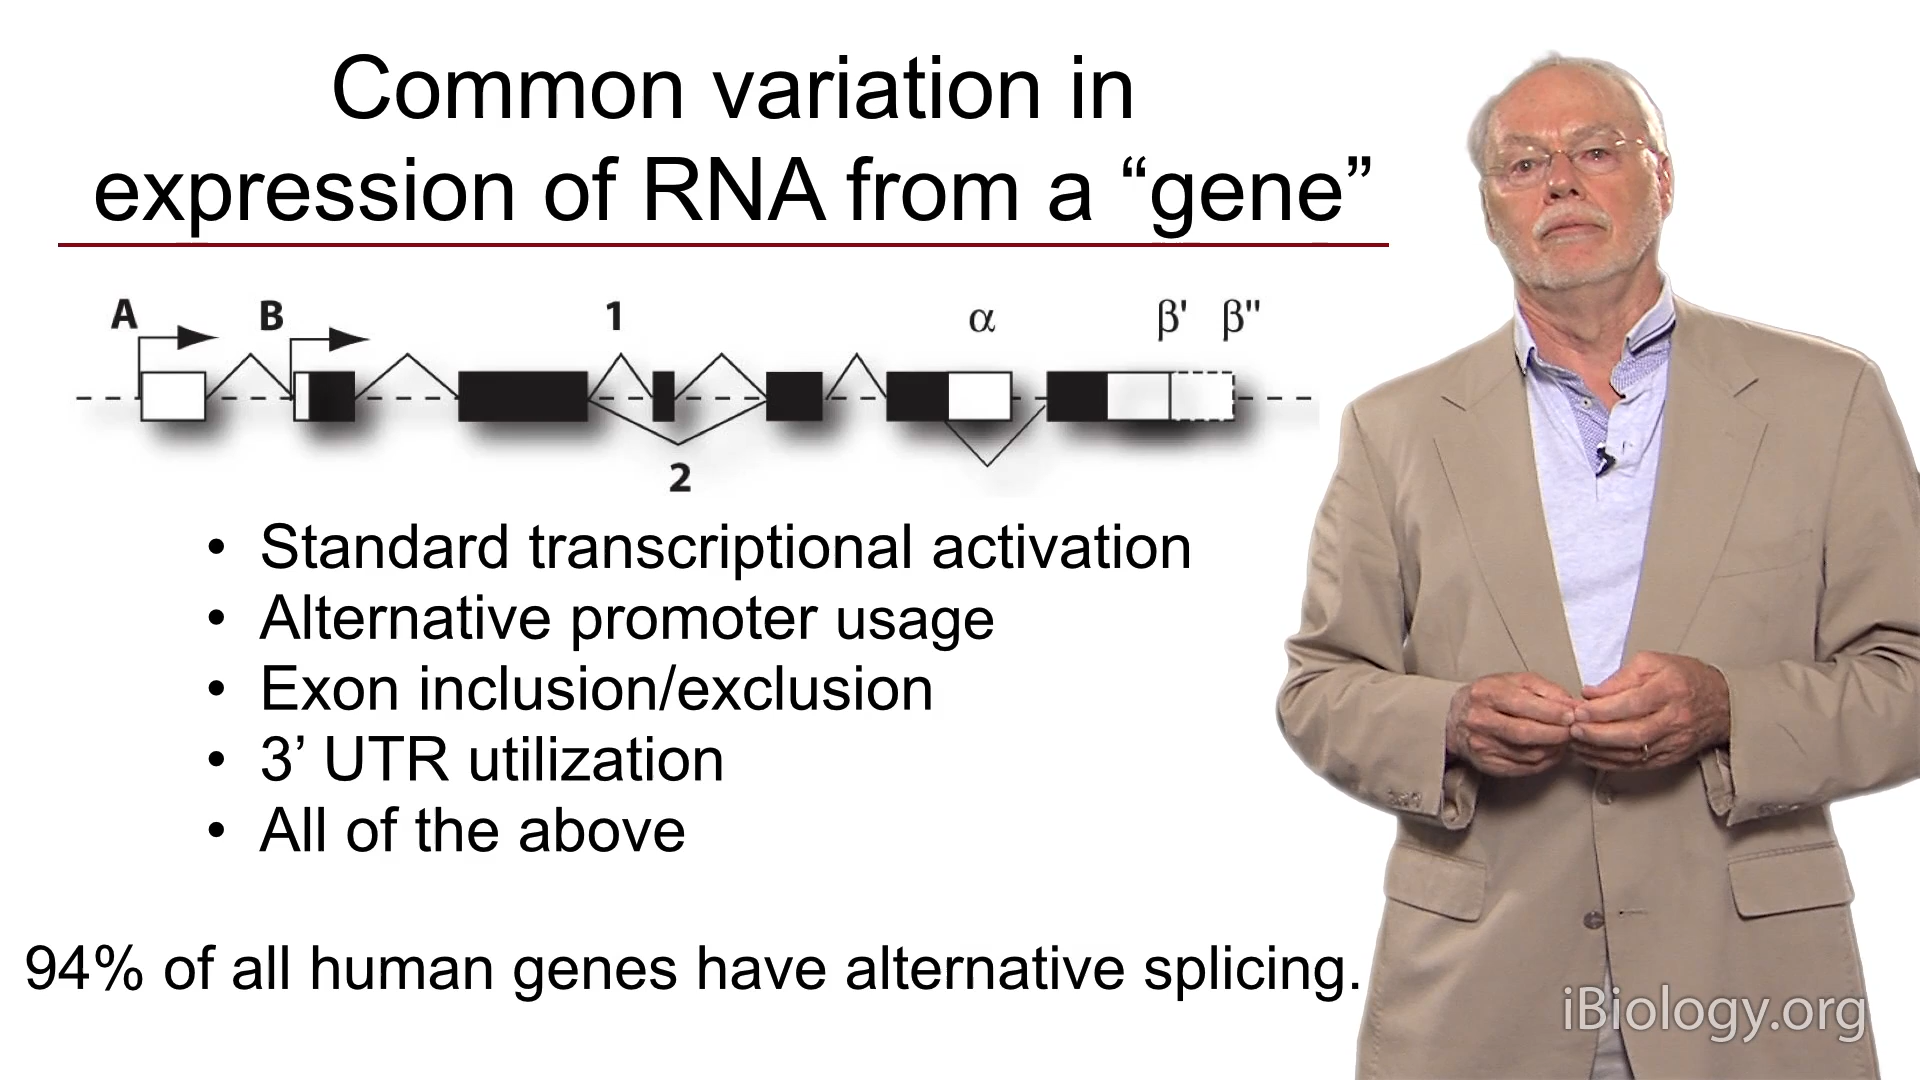 Common variation in
expression of RNA from a “gene”
A B 1 α β' β"
2
• Standard transcriptional activation
• Alternative promoter usage
• Exon inclusion/exclusion
• 3’ UTR utilization
• All of the above
94% of all human genes have alternative splicing.
iBiology.org